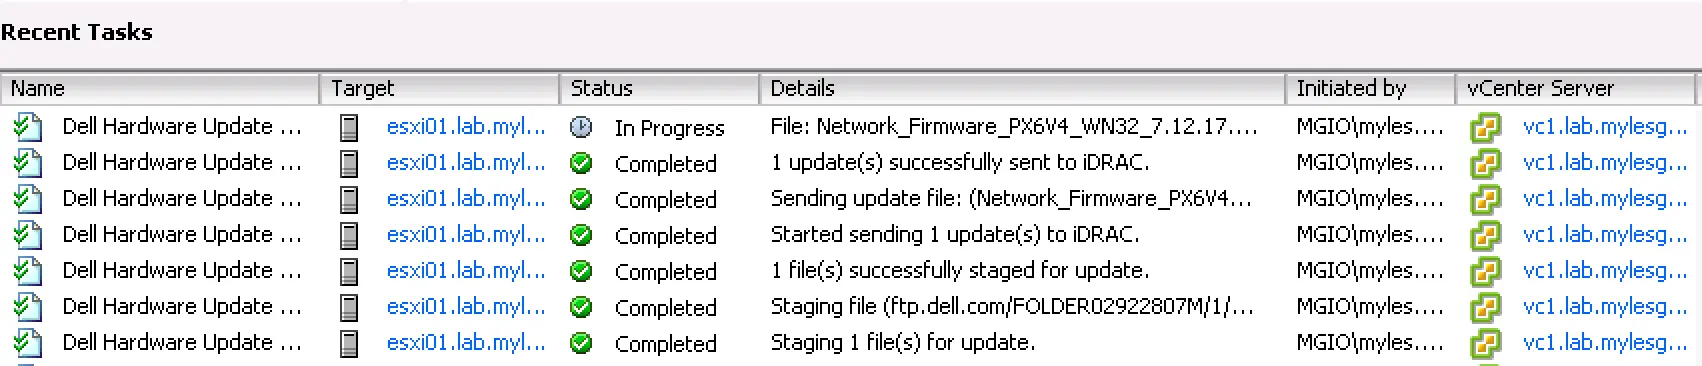 Recent Tasks
Name Target Status Details Initiated by vCenter Server
Dell Hardware Update ... esxi01.lab.myl... In Progress File: Network_Firmware_PX6V4_WN32_7.12.17.... MGIO\myles.... vc1.lab.mylesg...
Dell Hardware Update ... esxi01.lab.myl... Completed 1 update(s) successfully sent to iDRAC. MGIO\myles.... vc1.lab.mylesg...
Dell Hardware Update ... esxi01.lab.myl... Completed Sending update file: (Network_Firmware_PX6V4... MGIO\myles.... vc1.lab.mylesg...
Dell Hardware Update ... esxi01.lab.myl... Completed Started sending 1 update(s) to iDRAC. MGIO\myles.... vc1.lab.mylesg...
Dell Hardware Update ... esxi01.lab.myl... Completed 1 file(s) successfully staged for update. MGIO\myles.... vc1.lab.mylesg...
Dell Hardware Update ... esxi01.lab.myl... Completed Staging file (ftp.dell.com/FOLDER02922807M/1/... MGIO\myles.... vc1.lab.mylesg...
Dell Hardware Update ... esxi01.lab.myl... Completed Staging 1 file(s) for update. MGIO\myles.... vc1.lab.mylesg...